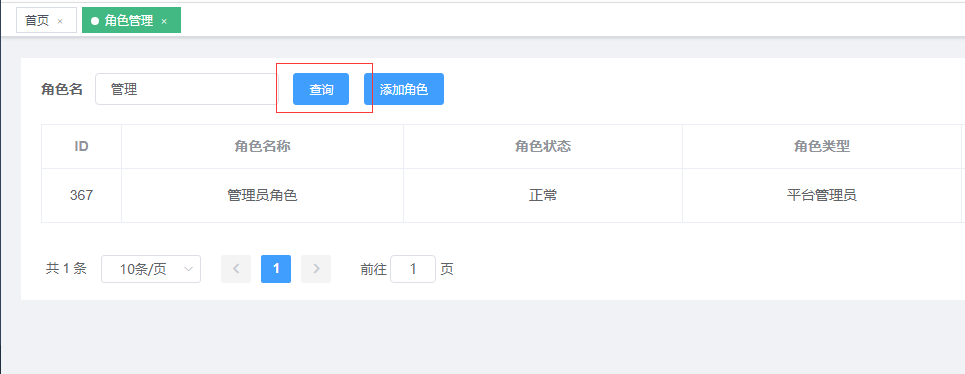 首页 × 角色管理 ×
角色名 管理 查询 添加角色
ID 角色名称 角色状态 角色类型
367 管理员角色 正常 平台管理员
共 1 条 10条/页 < 1 > 前往 1 页